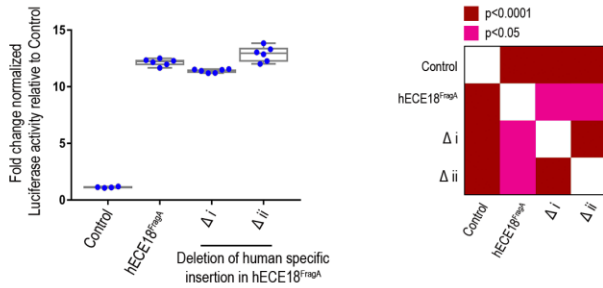 Fold change normalized
Luciferase activity relative to Control
15
10
5
0
Control
hECE18FragA
Δ i
Δ ii
Deletion of human specific
insertion in hECE18FragA
p<0.0001
p<0.05
Control
hECE18FragA
Δ i
Δ ii
Control
hECE18FragA
Δ i
Δ ii